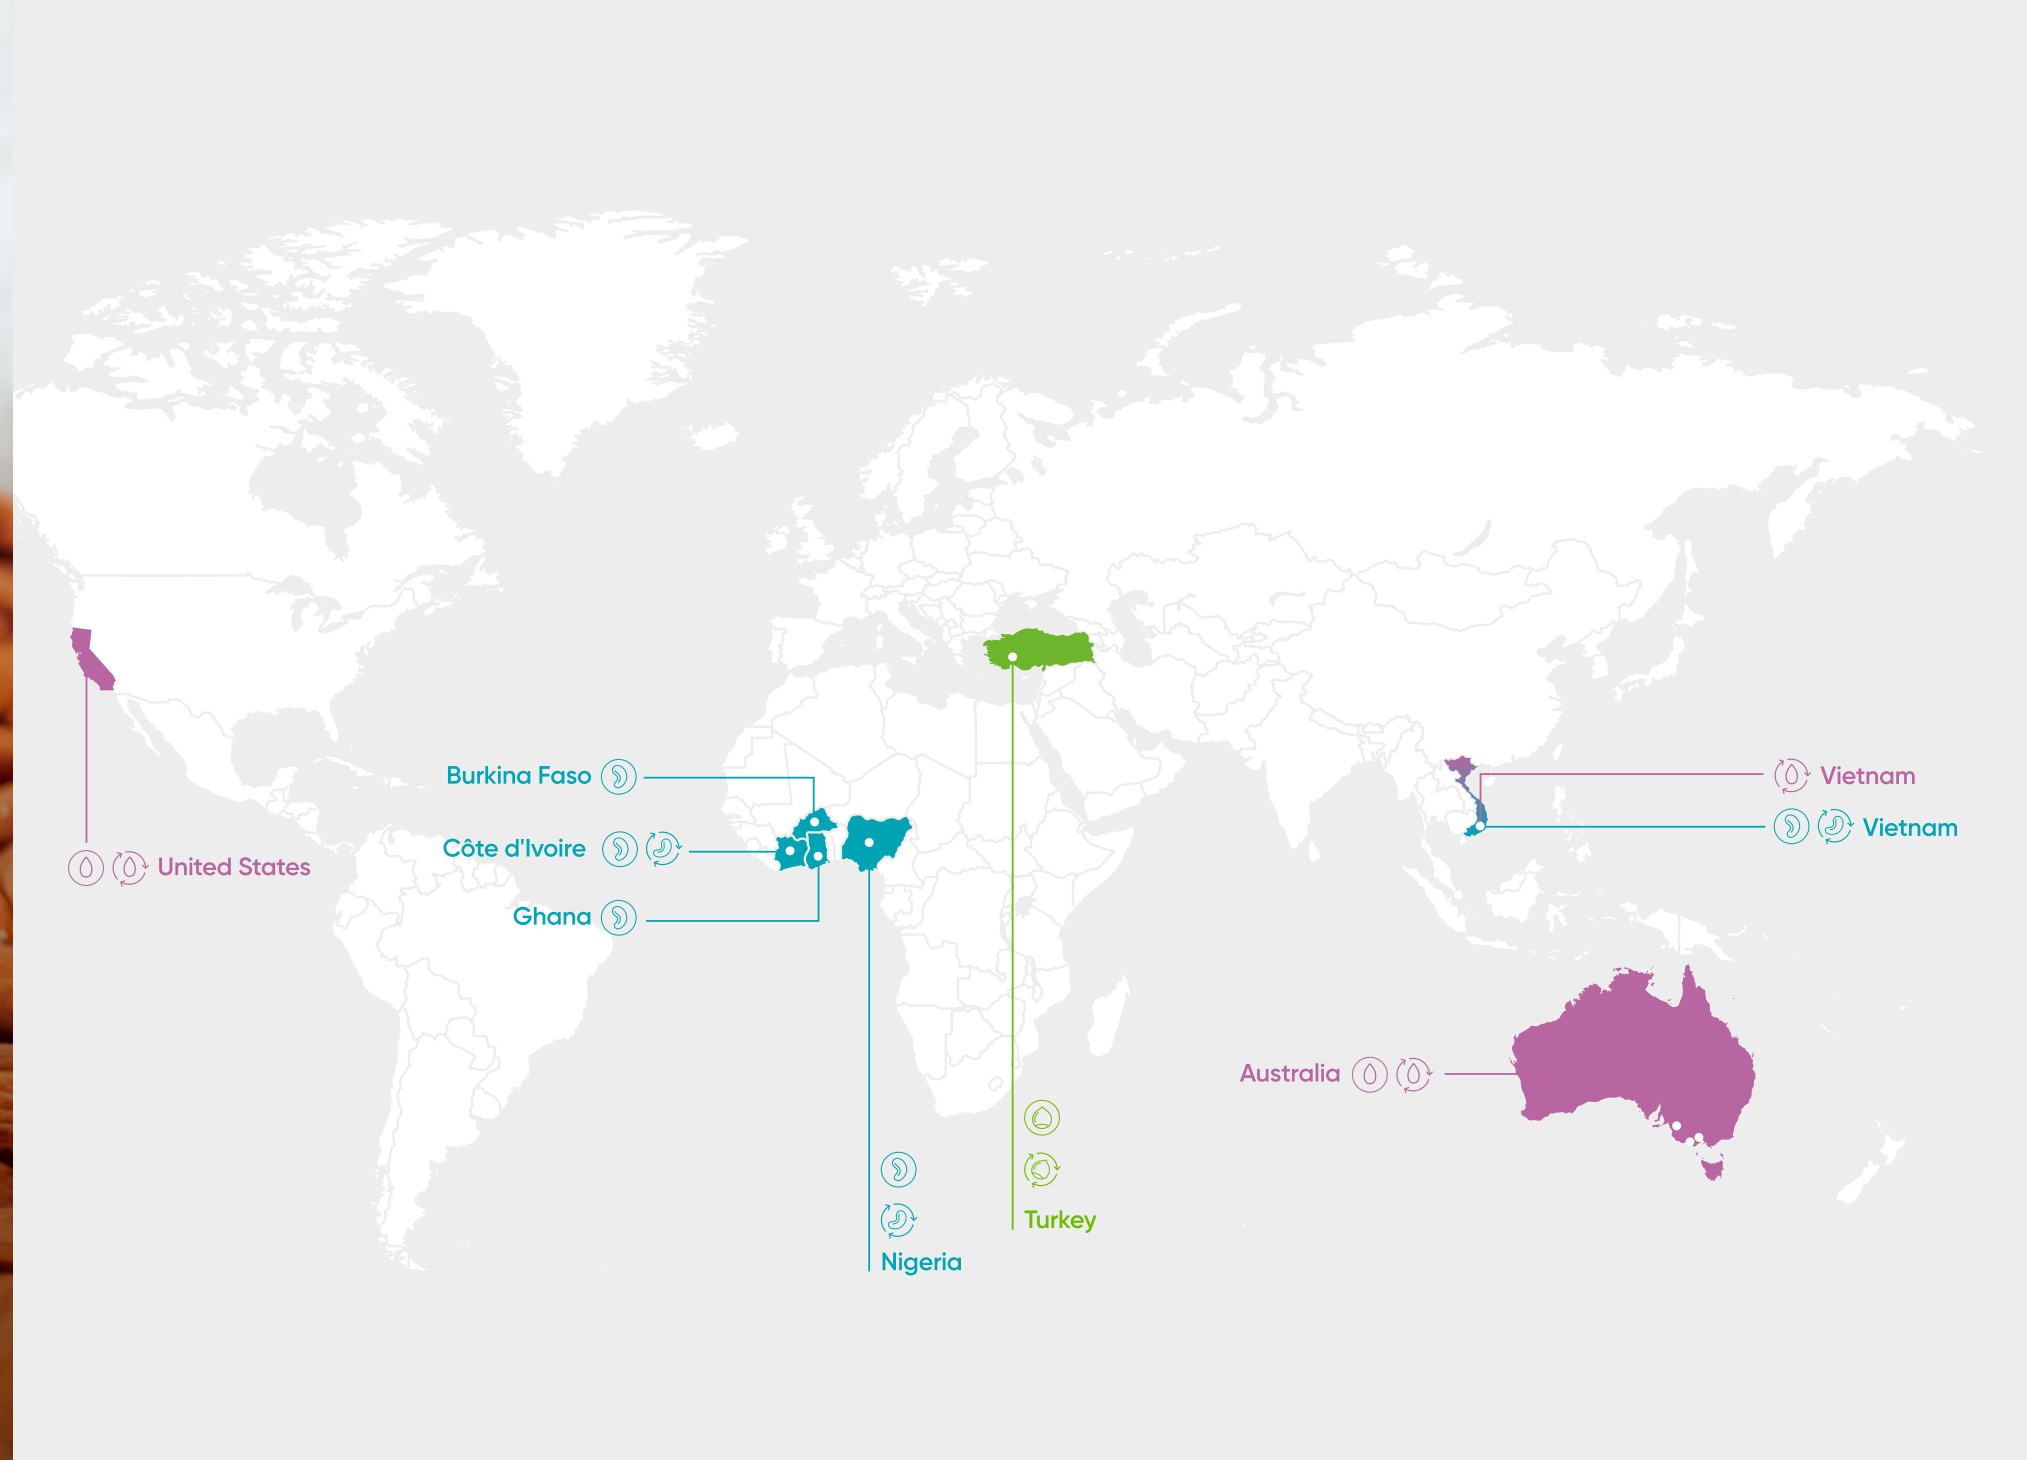 Burkina Faso
Vietnam
Vietnam
Côte d'Ivoire
United States
Ghana
Australia
Turkey
Nigeria